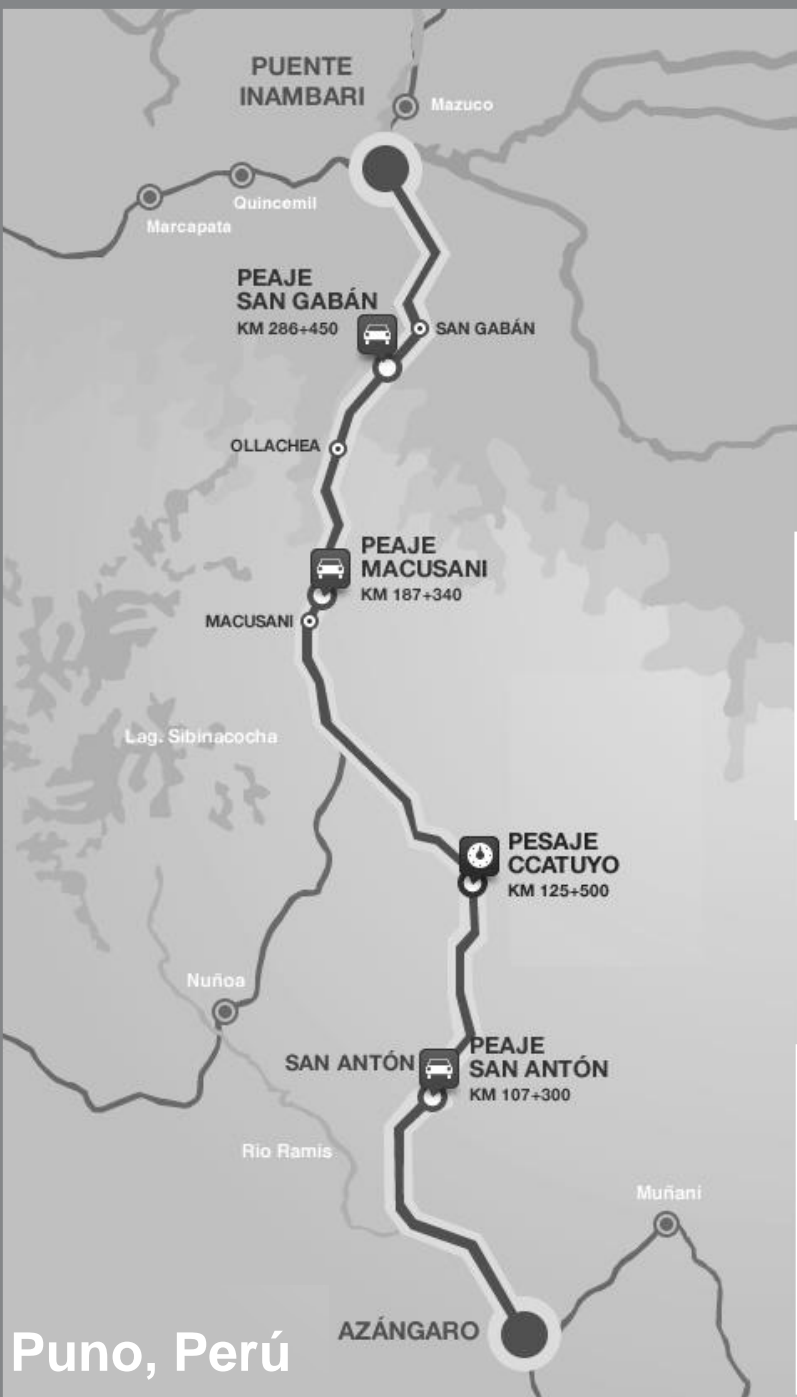 PUENTE
INAMBARI
Mazuco
Quincemil
Marcapata
PEAJE
SAN GABÁN
KM 286+450
SAN GABÁN
OLLACHEA
PEAJE
MACUSANI
KM 187+340
MACUSANI
Lag. Sibinacocha
PESAJE
CCATUYO
KM 125+500
Nuñoa
SAN ANTÓN
PEAJE
SAN ANTÓN
KM 107+300
Rio Ramis
Muñani
AZÁNGARO
Puno, Perú